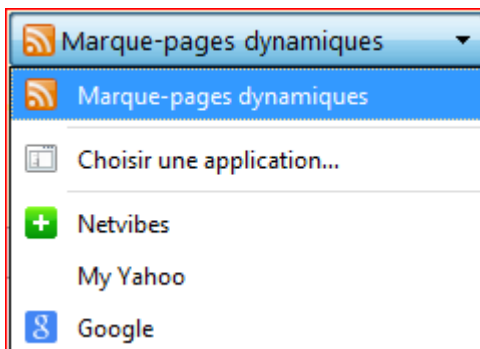 Marque-pages dynamiques
Marque-pages dynamiques
Choisir une application...
Netvibes
My Yahoo
Google